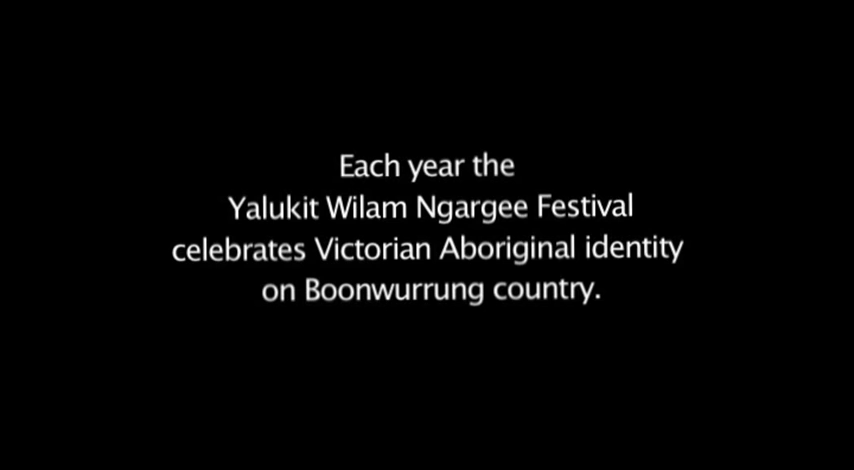 Each year the
Yalukit Wilam Ngargee Festival
celebrates Victorian Aboriginal identity
on Boonwurrung country.